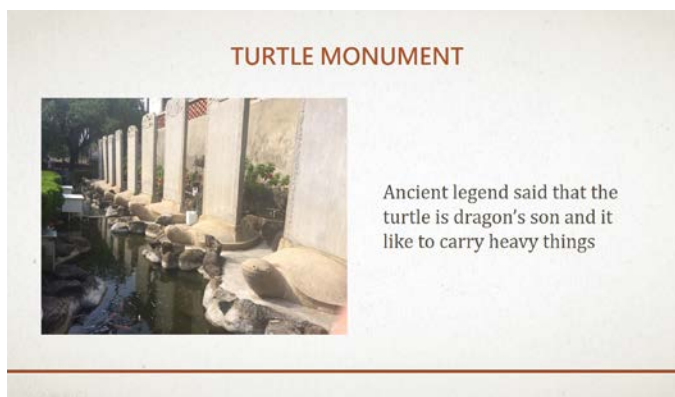 TURTLE MONUMENT
Ancient legend said that the
turtle is dragon's son and it
like to carry heavy things